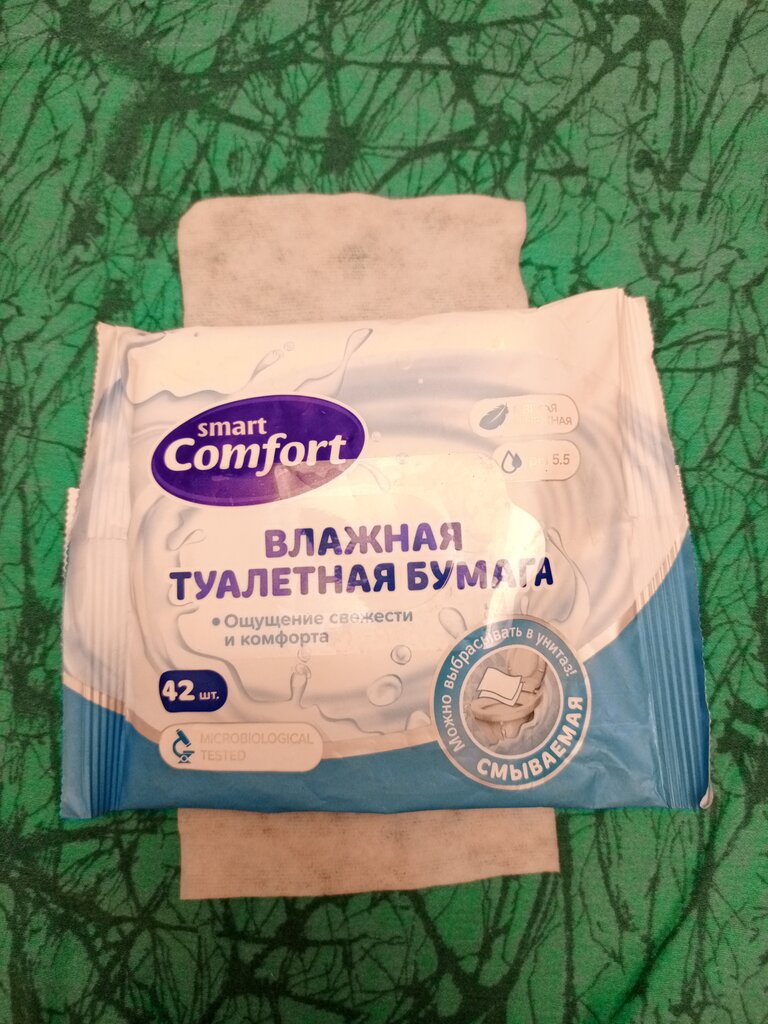 smart
Comfort
5.5
ВЛАЖНАЯ
ТУАЛЕТНАЯ БУМАГА
• Ощущение свежести
и комфорта
42 шт.
MICROBIOLOGICAL
TESTED
Можно выбрасывать в унитаз!
СМЫВАЕМАЯ